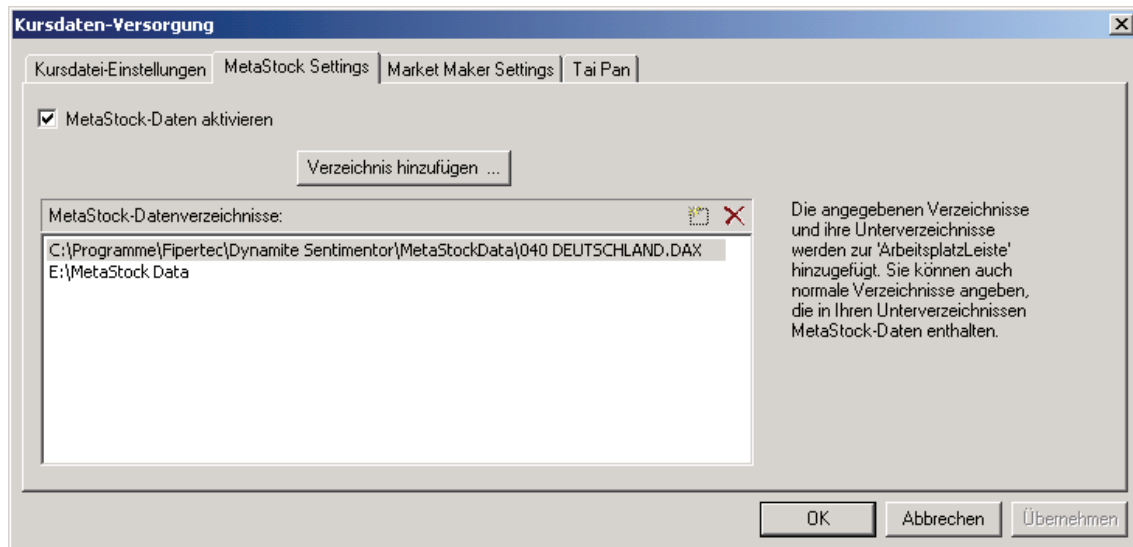 Kursdaten-Versorgung
Kursdatei-Einstellungen MetaStock Settings Market Maker Settings Tai Pan
MetaStock-Daten aktivieren
Verzeichnis hinzufügen ...
MetaStock-Datenverzeichnisse:
C:\Programme\Fipertec\Dynamite Sentimentor\MetaStockData\040 DEUTSCHLAND.DAX
E:\MetaStock Data
Die angegebenen Verzeichnisse
und ihre Unterverzeichnisse
werden zur 'ArbeitsplatzLeiste'
hinzugefügt. Sie können auch
normale Verzeichnisse angeben,
die in Ihren Unterverzeichnissen
MetaStock-Daten enthalten.
OK Abbrechen Übernehmen